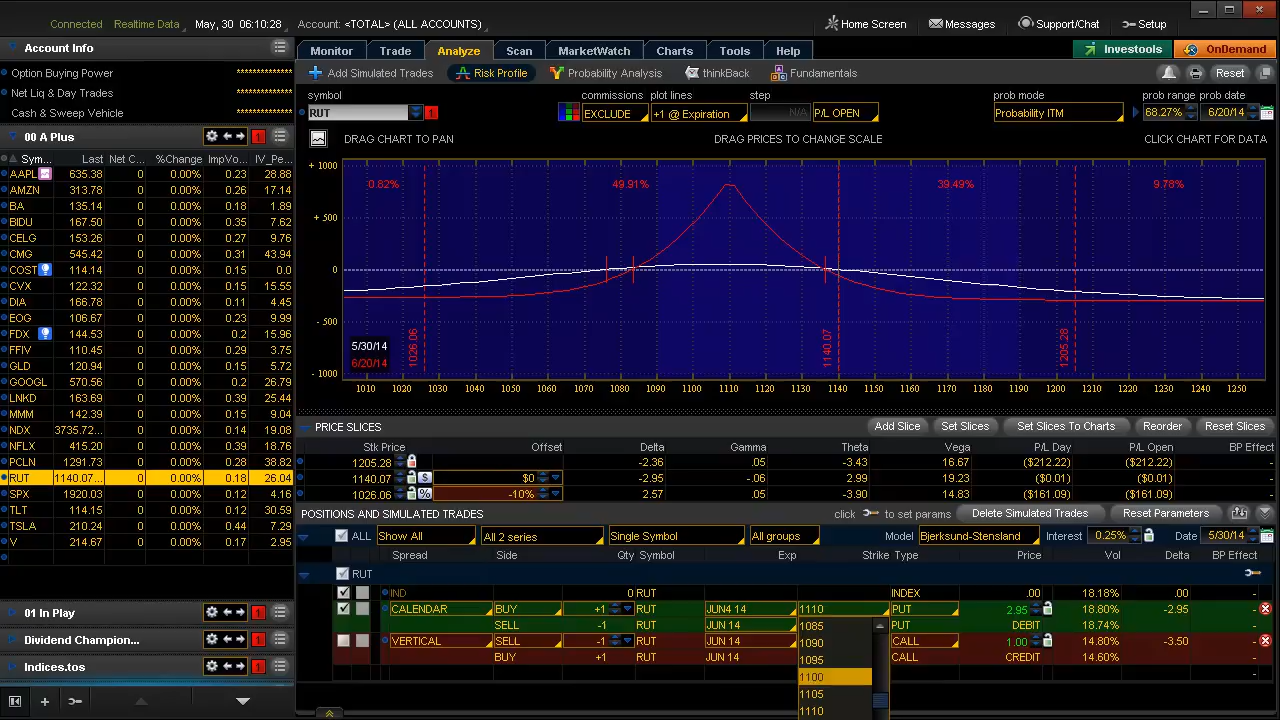 Connected Realtime Data May, 30 06:10:28 Account: <TOTAL> (ALL ACCOUNTS) Home Screen Messages Support/Chat Setup
Account Info
Option Buying Power **************
Net Liq & Day Trades **************
Cash & Sweep Vehicle **************
00 A Plus 1
Sym... Last Net C... %Change ImpVo... IV_Pe...
AAPL 635.38 0 0.00% 0.23 28.88
AMZN 313.78 0 0.00% 0.23 17.14
BA 135.14 0 0.00% 0.18 1.89
BIDU 167.50 0 0.00% 0.35 7.62
CELG 153.26 0 0.00% 0.27 9.76
CMG 545.42 0 0.00% 0.31 43.94
COST 114.14 0 0.00% 0.15 0.0
CVX 122.32 0 0.00% 0.15 15.55
DIA 166.78 0 0.00% 0.11 4.45
EOG 106.67 0 0.00% 0.23 9.99
FDX 144.53 0 0.00% 0.2 15.96
FFIV 110.45 0 0.00% 0.29 3.75
GLD 120.94 0 0.00% 0.15 5.72
GOOGL 570.50 0 0.00% 0.2 26.79
LNKD 163.69 0 0.00% 0.39 25.44
MMM 142.39 0 0.00% 0.15 9.04
NDX 3735.72... 0 0.00% 0.14 19.08
NFLX 415.20 0 0.00% 0.39 18.76
PCLN 1291.73 0 0.00% 0.28 38.82
RUT 1140.07... 0 0.00% 0.18 26.04
SPX 1920.03 0 0.00% 0.12 4.16
TLT 114.15 0 0.00% 0.12 30.59
TSLA 210.24 0 0.00% 0.44 7.29
V 214.67 0 0.00% 0.17 2.95
01 In Play 1
Dividend Champion... 1
Indices.tos 1
Monitor Trade Analyze Scan MarketWatch Charts Tools Help Investools OnDemand
Add Simulated Trades Risk Profile Probability Analysis thinkBack Fundamentals Reset
symbol commissions plot lines step prob mode prob range prob date
RUT 1 EXCLUDE +1 @ Expiration N/A P/L OPEN Probability ITM 68.27% 6/20/14
DRAG CHART TO PAN DRAG PRICES TO CHANGE SCALE CLICK CHART FOR DATA
+ 1000
0.82% 49.91% 39.49% 9.78%
+ 500
0
- 500
1026.06 1140.07 1205.28
5/30/14
6/20/14
- 1000
1010 1020 1030 1040 1050 1060 1070 1080 1090 1100 1110 1120 1130 1140 1150 1160 1170 1180 1190 1200 1210 1220 1230 1240 1250
PRICE SLICES Add Slice Set Slices Set Slices To Charts Reorder Reset Slices
Stk Price Offset Delta Gamma Theta Vega P/L Day P/L Open BP Effect
1205.28 -2.36 .05 -3.43 16.67 ($212.22) ($212.22) -
1140.07 $ $0 -2.95 -.06 2.99 19.23 ($0.01) ($0.01) -
1026.06 % -10% 2.57 .05 -3.90 14.83 ($161.09) ($161.09) -
POSITIONS AND SIMULATED TRADES click to set params Delete Simulated Trades Reset Parameters
ALL Show All All 2 series Single Symbol All groups Model Bjerksund-Stensland Interest 0.25% Date 5/30/14
Spread Side Qty Symbol Exp Strike Type Price Vol Delta BP Effect
RUT
IND 0 RUT INDEX .00 18.18% .00 -
CALENDAR BUY +1 RUT JUN4 14 1110 PUT 2.95 18.80% -2.95 -
SELL -1 RUT JUN 14 PUT DEBIT 18.74%
VERTICAL SELL -1 RUT JUN 14 CALL 1.00 14.80% -3.50 -
BUY +1 RUT JUN 14 CALL CREDIT 14.60%
1085
1090
1095
1100
1105
1110